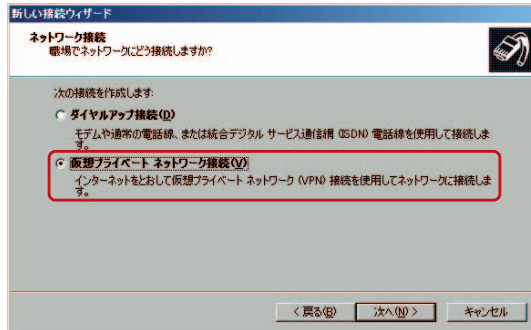 新しい接続ウィザード
ネットワーク接続
職場でネットワークにどう接続しますか?
次の接続を作成します:
ダイヤルアップ接続(D)
モデムや通常の電話線、または統合デジタル サービス通信網 (ISDN) 電話線を使用して接続しま
す。
仮想プライベート ネットワーク接続(V)
インターネットをとおして仮想プライベート ネットワーク (VPN) 接続を使用してネットワークに接続しま
す。
< 戻る(B) 次へ(N) > キャンセル